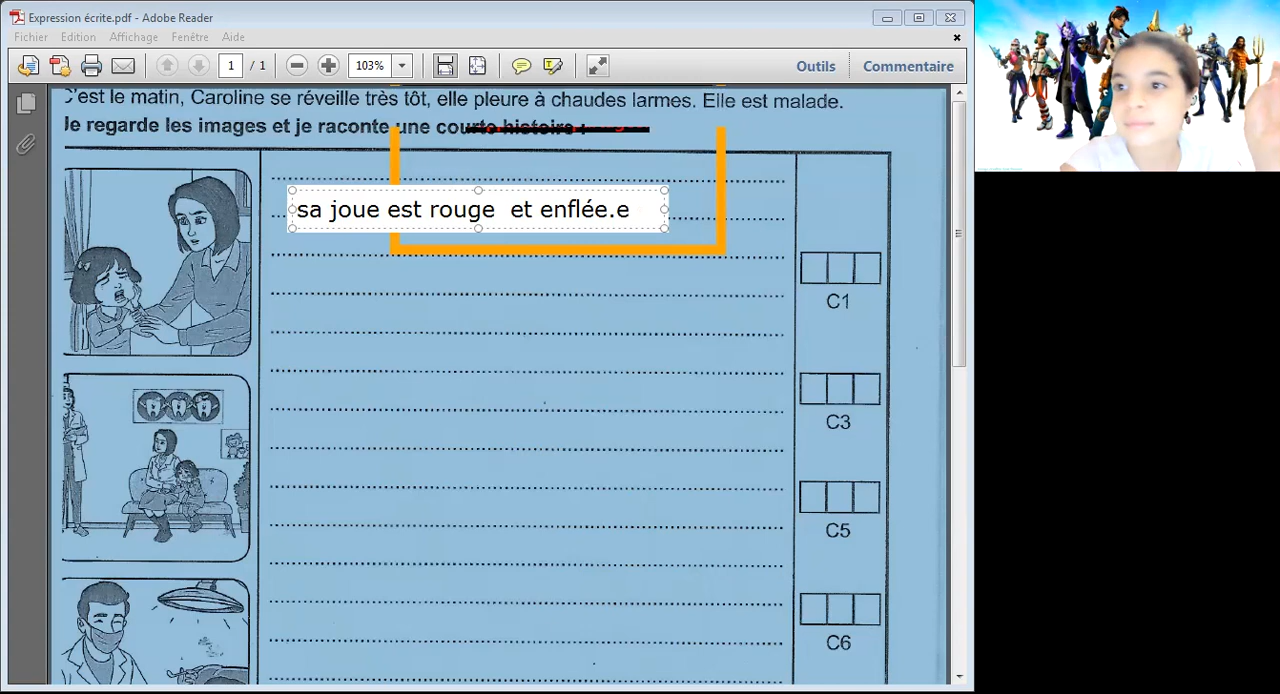 Expression écrite.pdf - Adobe Reader
Fichier Edition Affichage Fenêtre Aide
1 / 1 103% Outils Commentaire
C'est le matin, Caroline se réveille très tôt, elle pleure à chaudes larmes. Elle est malade.
Je regarde les images et je raconte une courte histoire :
sa joue est rouge et enflée.e
C1
C3
C5
C6